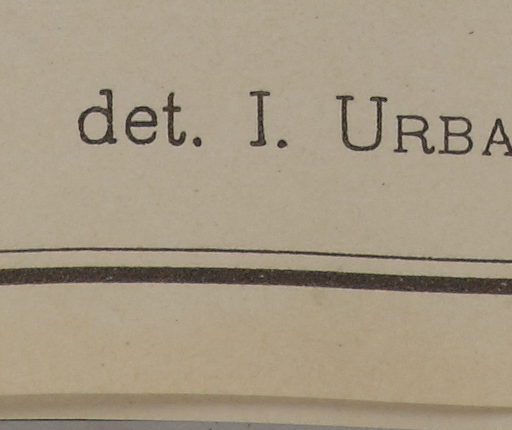 det. I. URBA